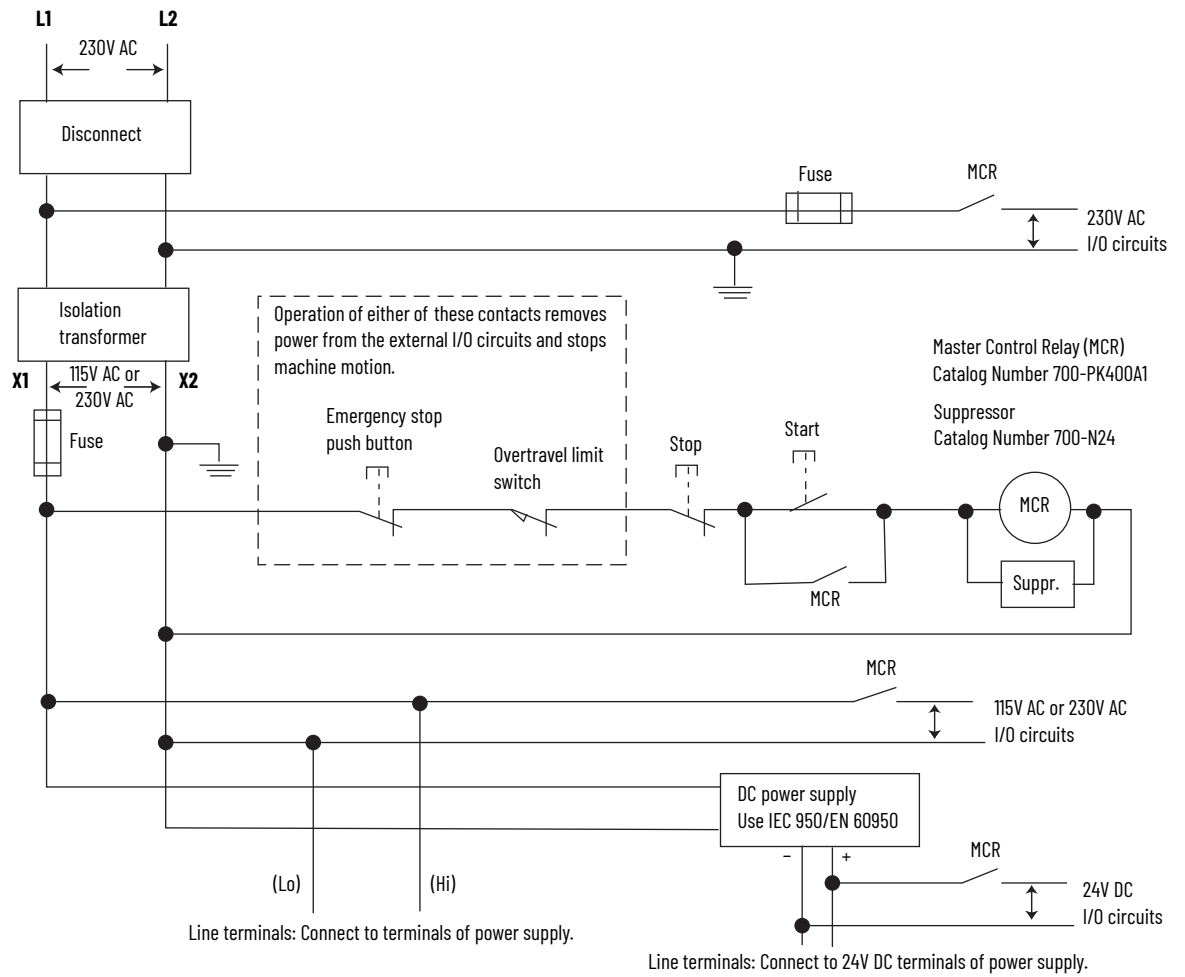 L1
L2
230V AC
Disconnect
Fuse
MCR
230V AC
I/O circuits
Isolation
transformer
Operation of either of these contacts removes
power from the external I/O circuits and stops
machine motion.
Master Control Relay (MCR)
Catalog Number 700-PK400A1
X1
115V AC or
230V AC
X2
Suppressor
Catalog Number 700-N24
Fuse
Emergency stop
push button
Overtravel limit
switch
Stop
Start
MCR
MCR
Suppr.
MCR
115V AC or 230V AC
I/O circuits
DC power supply
Use IEC 950/EN 60950
–
+
MCR
(Lo)
(Hi)
24V DC
I/O circuits
Line terminals: Connect to terminals of power supply.
Line terminals: Connect to 24V DC terminals of power supply.